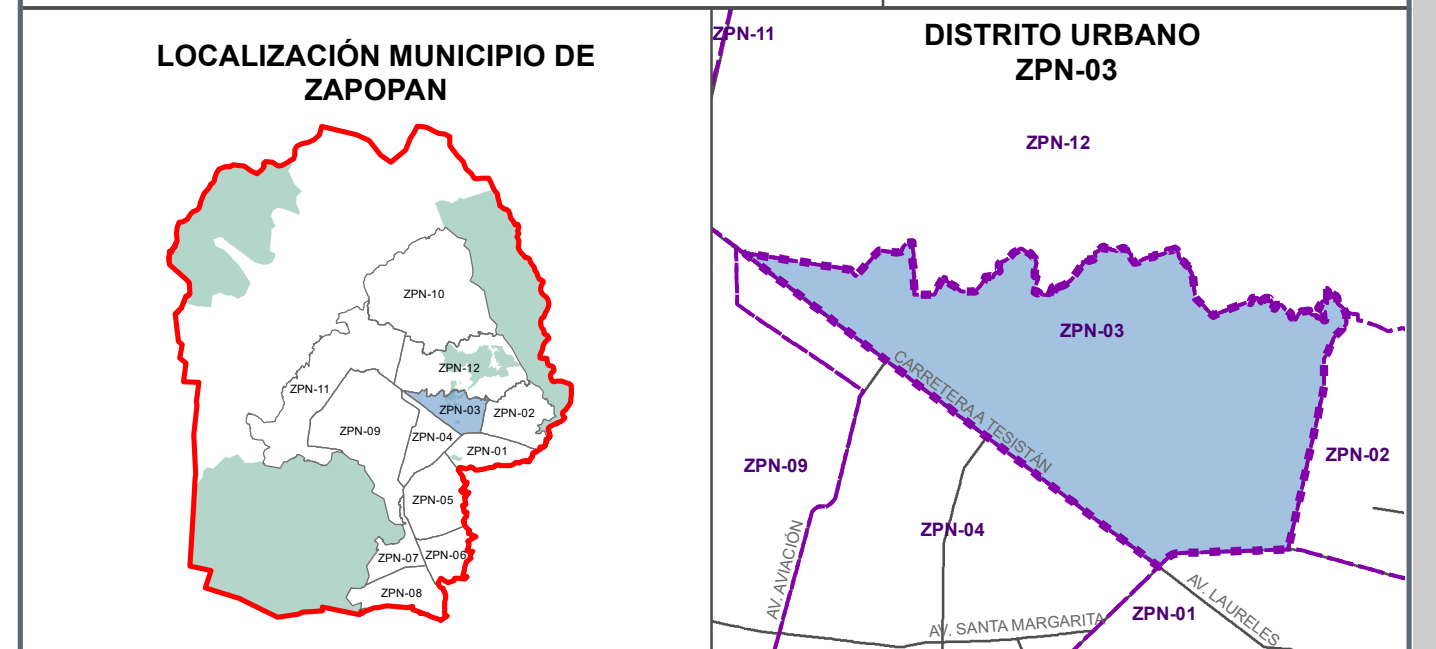 LOCALIZACIÓN MUNICIPIO DE
ZAPOPAN
ZPN-10
ZPN-12
ZPN-11
ZPN-03
ZPN-02
ZPN-09
ZPN-04
ZPN-01
ZPN-05
ZPN-07
ZPN-06
ZPN-08
DISTRITO URBANO
ZPN-03
ZPN-11
ZPN-12
ZPN-03
CARRETERA A TESISTÁN
ZPN-09
ZPN-02
ZPN-04
AV. AVIACIÓN
AV. LAURELES
ZPN-01
AV. SANTA MARGARITA